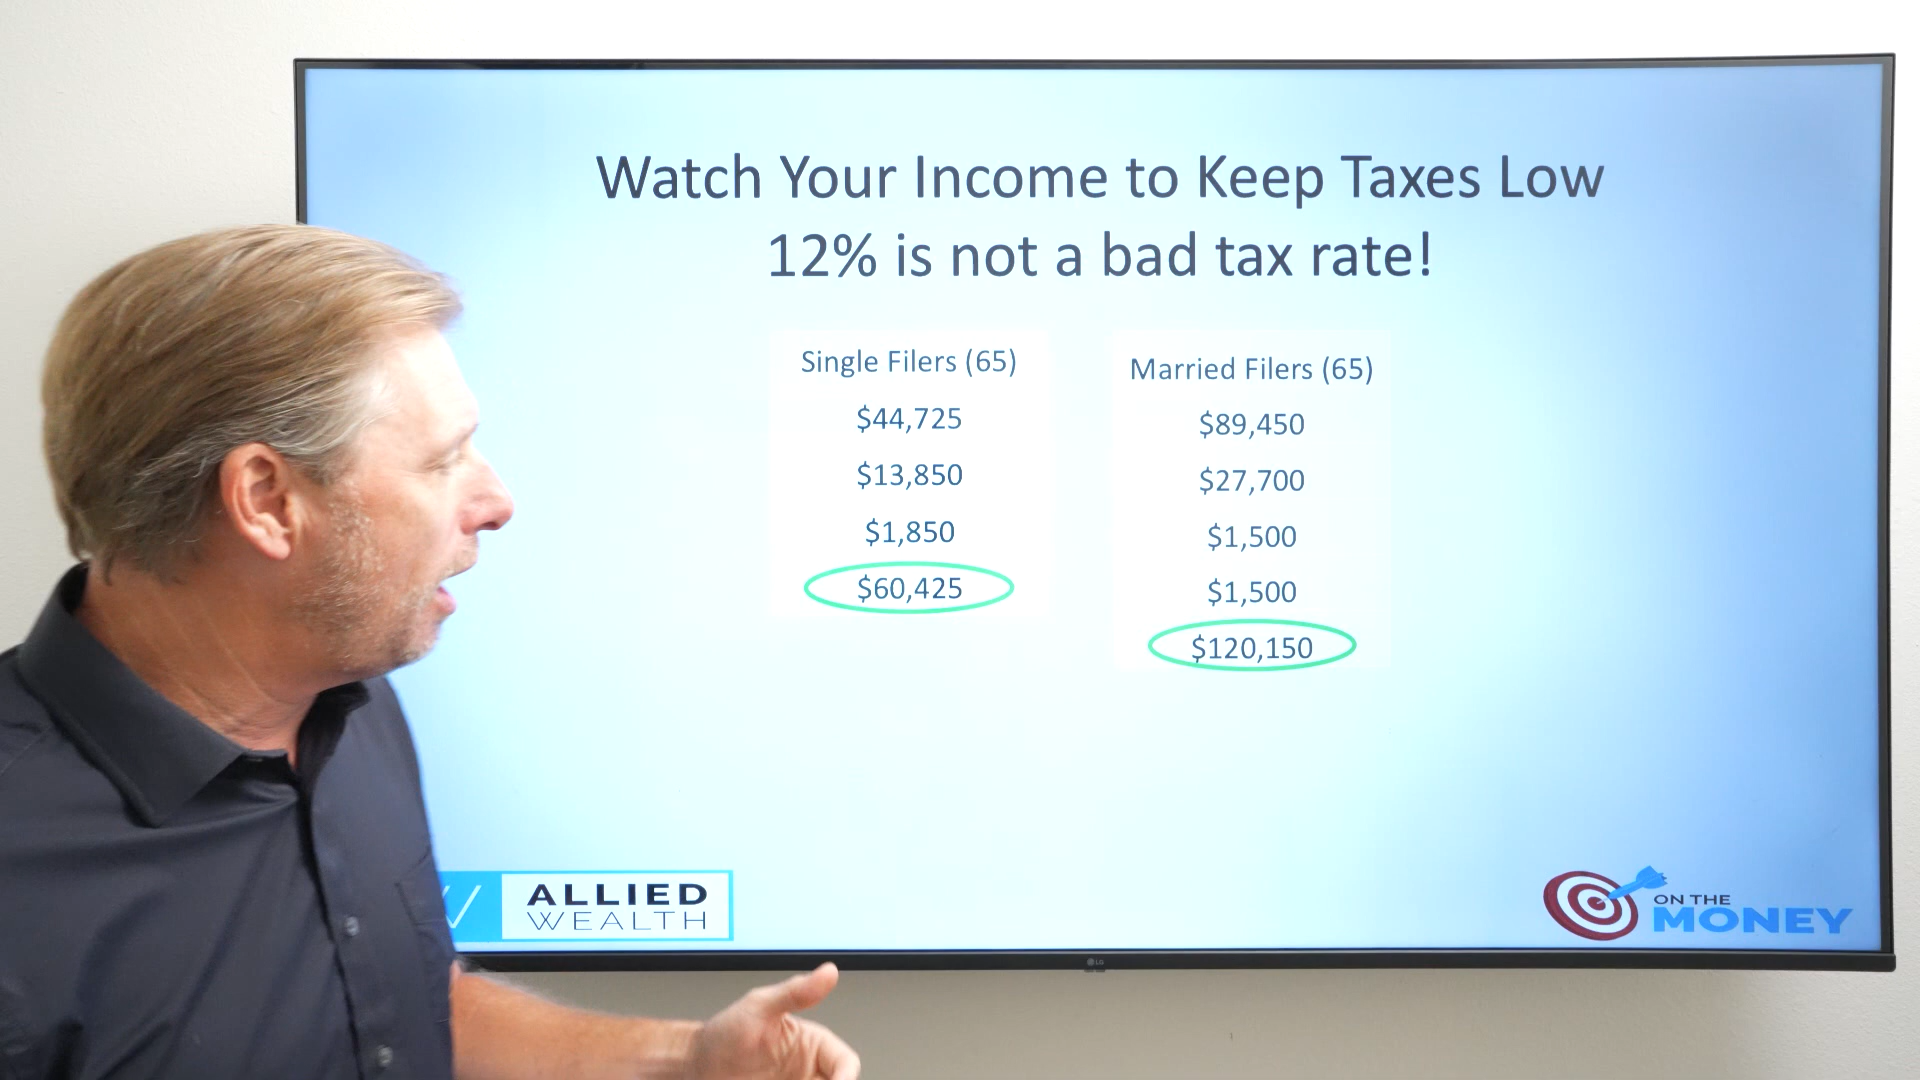 Watch Your Income to Keep Taxes Low
12% is not a bad tax rate!
Single Filers (65)
$44,725
$13,850
$1,850
$60,425
Married Filers (65)
$89,450
$27,700
$1,500
$1,500
$120,150
ALLIED
WEALTH
ON THE
MONEY
LG